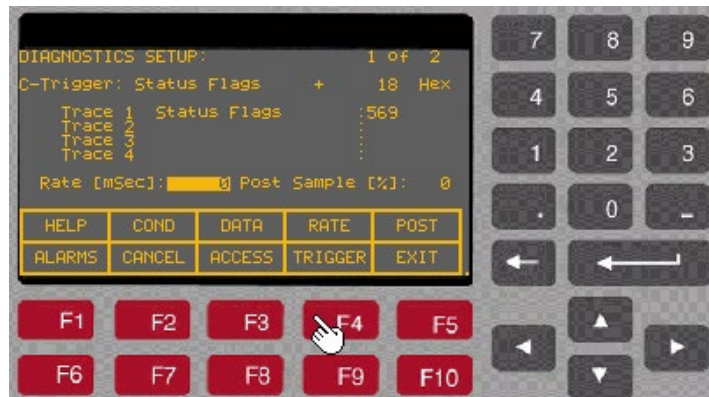 DIAGNOSTICS SETUP: 1 of 2
C-Trigger: Status Flags + 18 Hex
Trace 1 Status Flags :569
Trace 2 :
Trace 3 :
Trace 4 :
Rate [mSec]: 0 Post Sample [%]: 0
HELP COND DATA RATE POST
ALARMS CANCEL ACCESS TRIGGER EXIT
F1 F2 F3 F4 F5
F6 F7 F8 F9 F10
7 8 9
4 5 6
1 2 3
. 0 -